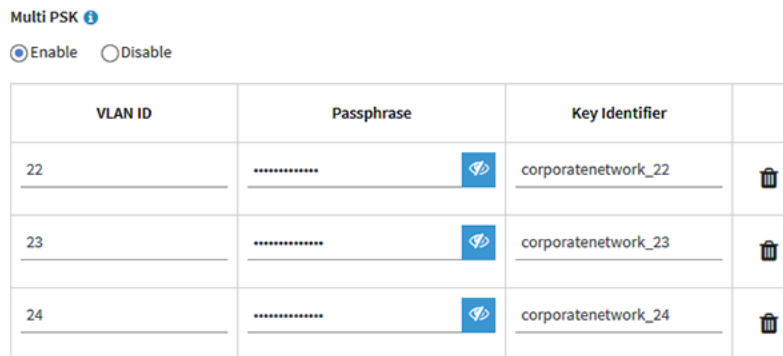 Multi PSK
Enable Disable
VLAN ID Passphrase Key Identifier
22 ••••••••••••• corporatenetwork_22
23 •••••••••••••• corporatenetwork_23
24 •••••••••••••• corporatenetwork_24